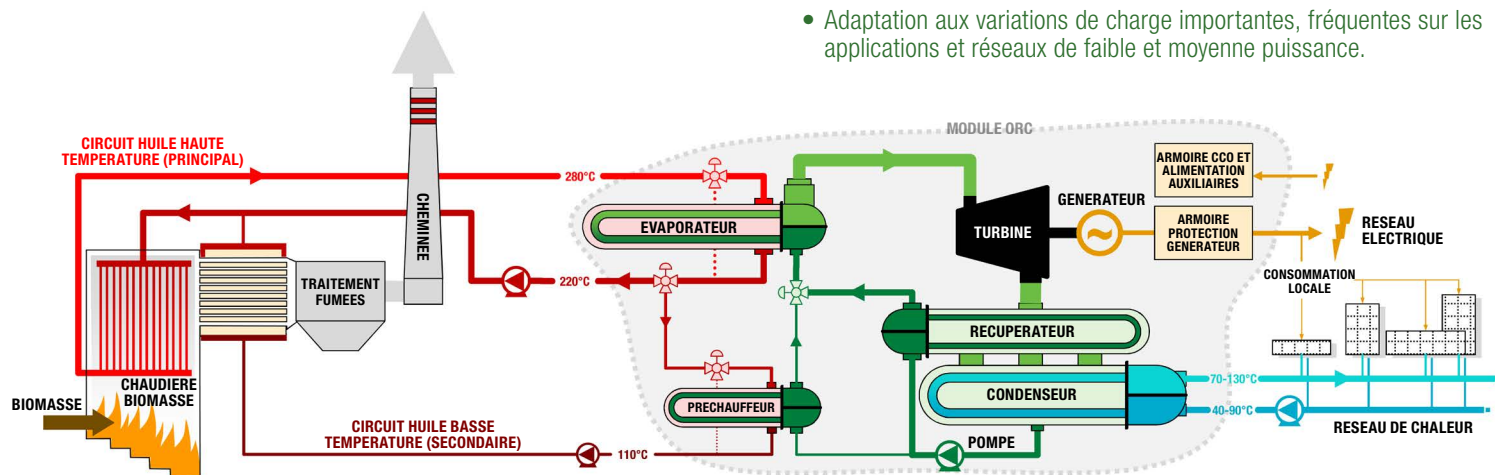 • Adaptation aux variations de charge importantes, fréquentes sur les
applications et réseaux de faible et moyenne puissance.
MODULE ORC
CIRCUIT HUILE HAUTE
TEMPERATURE (PRINCIPAL)
280°C
CHEMINEE
EVAPORATEUR
220°C
TRAITEMENT
FUMEES
TURBINE
GENERATEUR
ARMOIRE CCO ET
ALIMENTATION
AUXILIAIRES
ARMOIRE
PROTECTION
GENERATEUR
RESEAU
ELECTRIQUE
CONSOMMATION
LOCALE
RECUPERATEUR
CONDENSEUR
70-130°C
40-90°C
RESEAU DE CHALEUR
CHAUDIERE
BIOMASSE
BIOMASSE
PRECHAUFFEUR
CIRCUIT HUILE BASSE
TEMPERATURE (SECONDAIRE)
110°C
POMPE